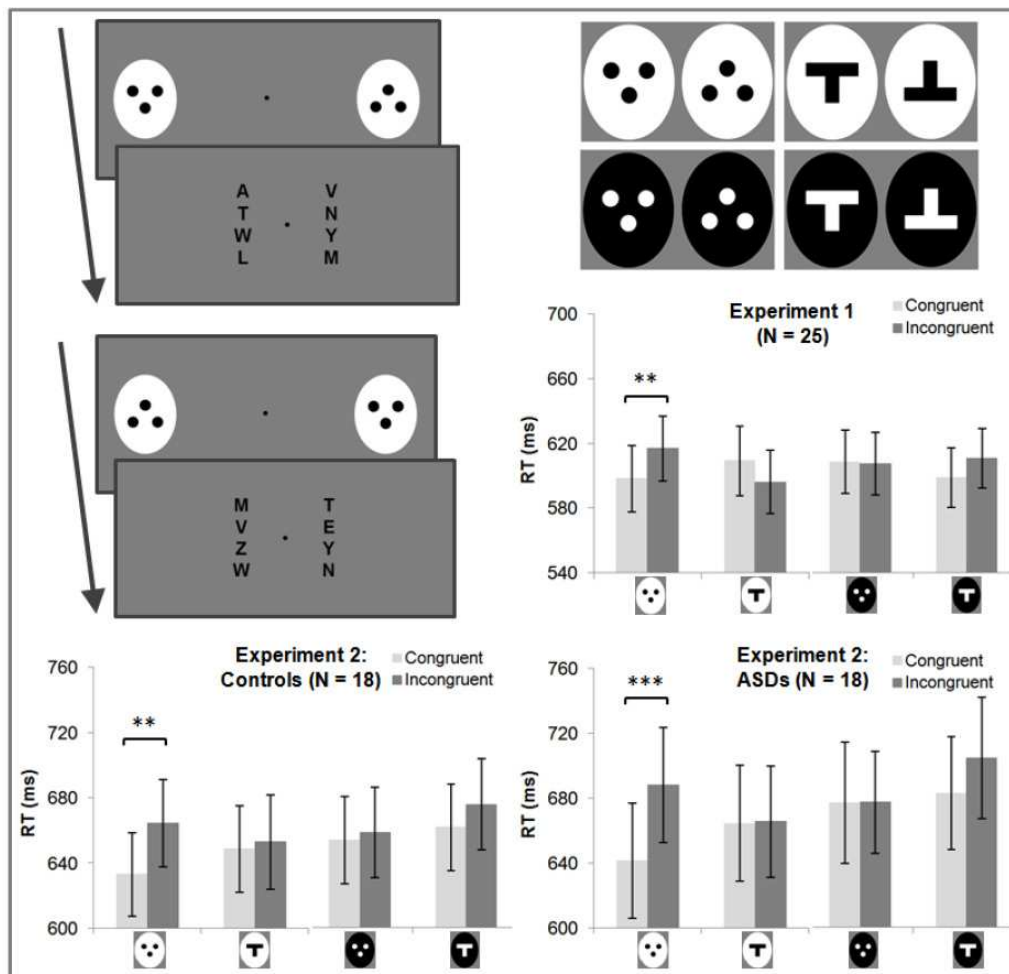 A V
T N
W Y
L M
M T
V E
Z Y
W N
Experiment 1
(N = 25)
Congruent
Incongruent
RT (ms)
700
660
620
580
540
**
Experiment 2:
Controls (N = 18)
Congruent
Incongruent
RT (ms)
760
720
680
640
600
**
Experiment 2:
ASDs (N = 18)
Congruent
Incongruent
RT (ms)
760
720
680
640
600
***